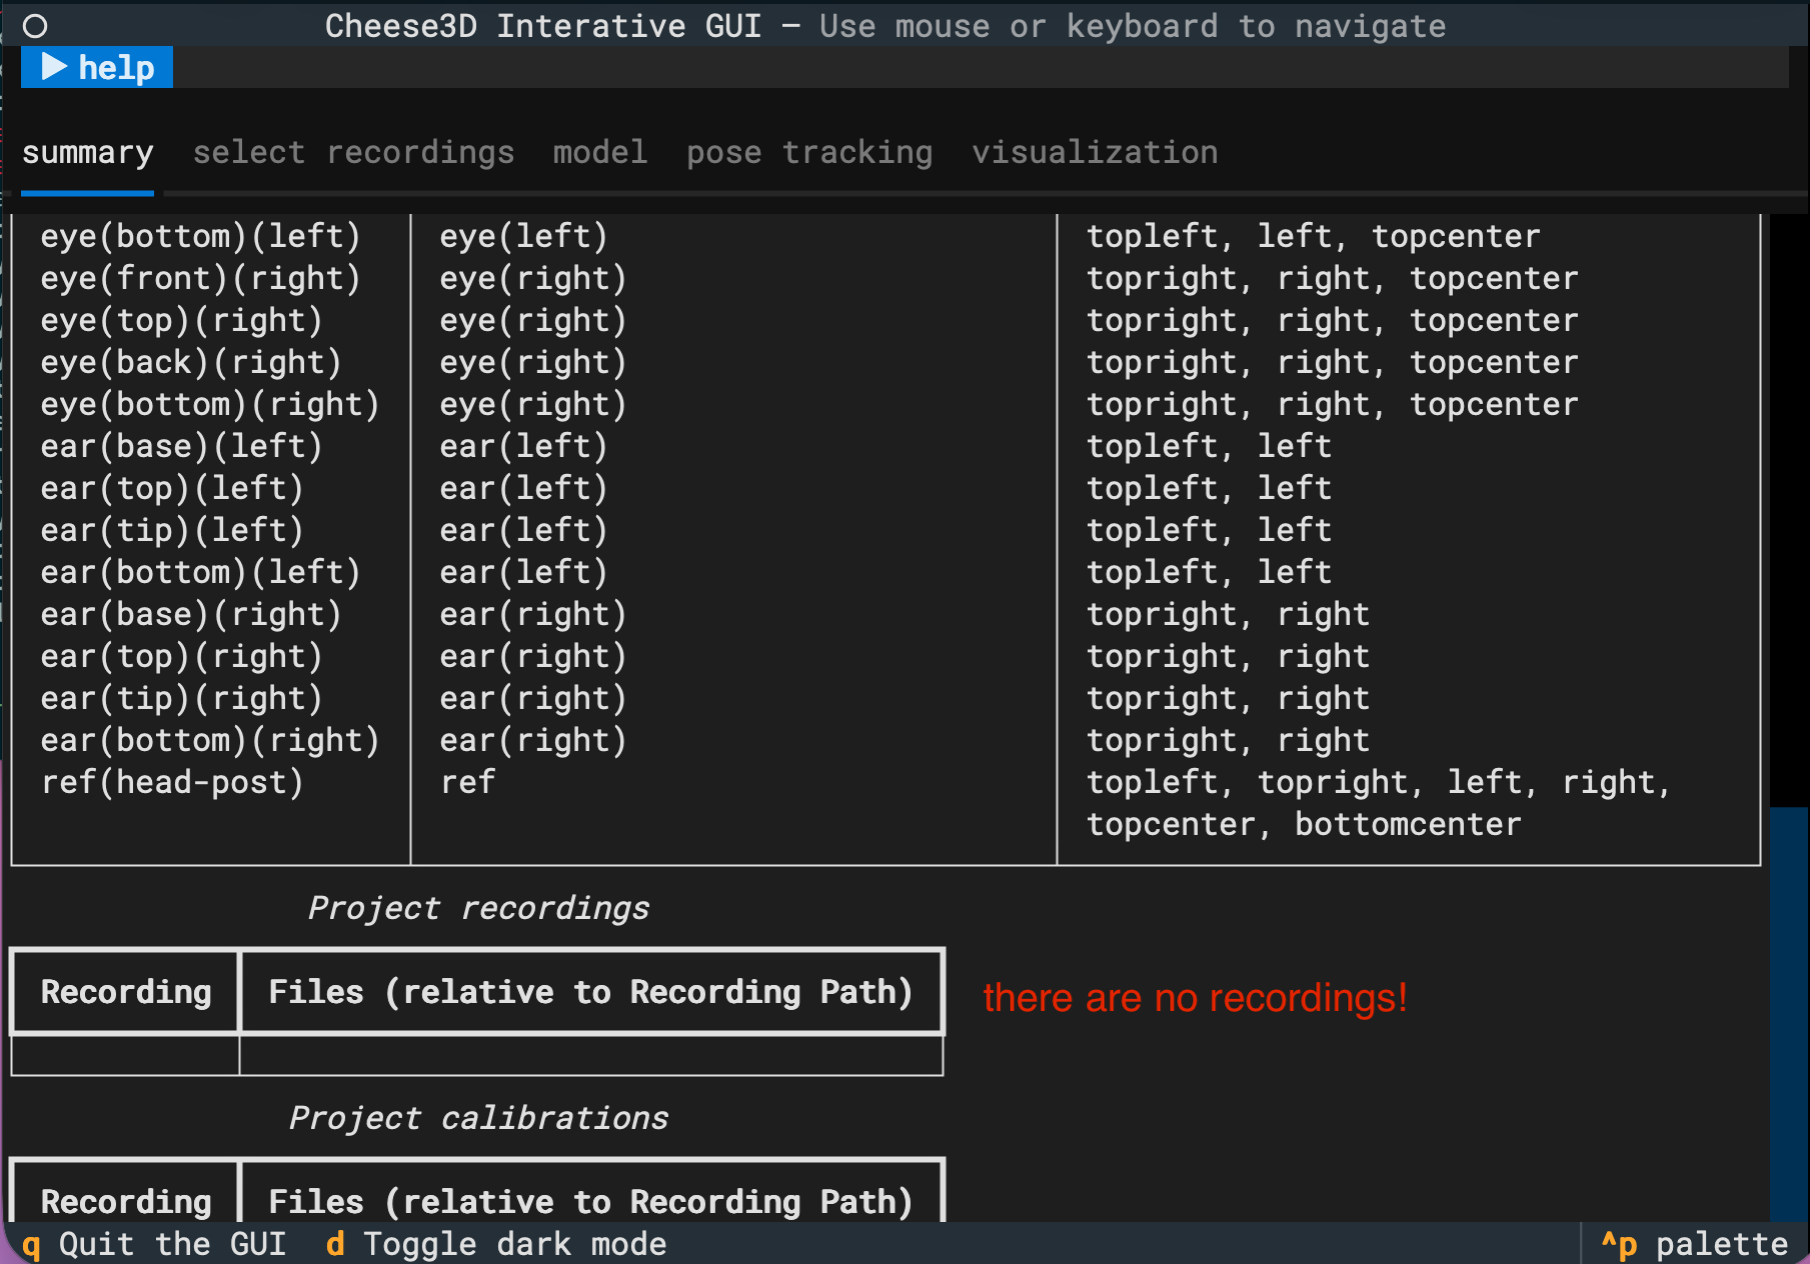 Cheese3D Interative GUI — Use mouse or keyboard to navigate
▶ help
summary select recordings model pose tracking visualization
eye(bottom)(left) eye(left) topleft, left, topcenter
eye(front)(right) eye(right) topright, right, topcenter
eye(top)(right) eye(right) topright, right, topcenter
eye(back)(right) eye(right) topright, right, topcenter
eye(bottom)(right) eye(right) topright, right, topcenter
ear(base)(left) ear(left) topleft, left
ear(top)(left) ear(left) topleft, left
ear(tip)(left) ear(left) topleft, left
ear(bottom)(left) ear(left) topleft, left
ear(base)(right) ear(right) topright, right
ear(top)(right) ear(right) topright, right
ear(tip)(right) ear(right) topright, right
ear(bottom)(right) ear(right) topright, right
ref(head-post) ref topleft, topright, left, right,
topcenter, bottomcenter
Project recordings
Recording Files (relative to Recording Path) there are no recordings!
Project calibrations
Recording Files (relative to Recording Path)
q Quit the GUI d Toggle dark mode ^p palette